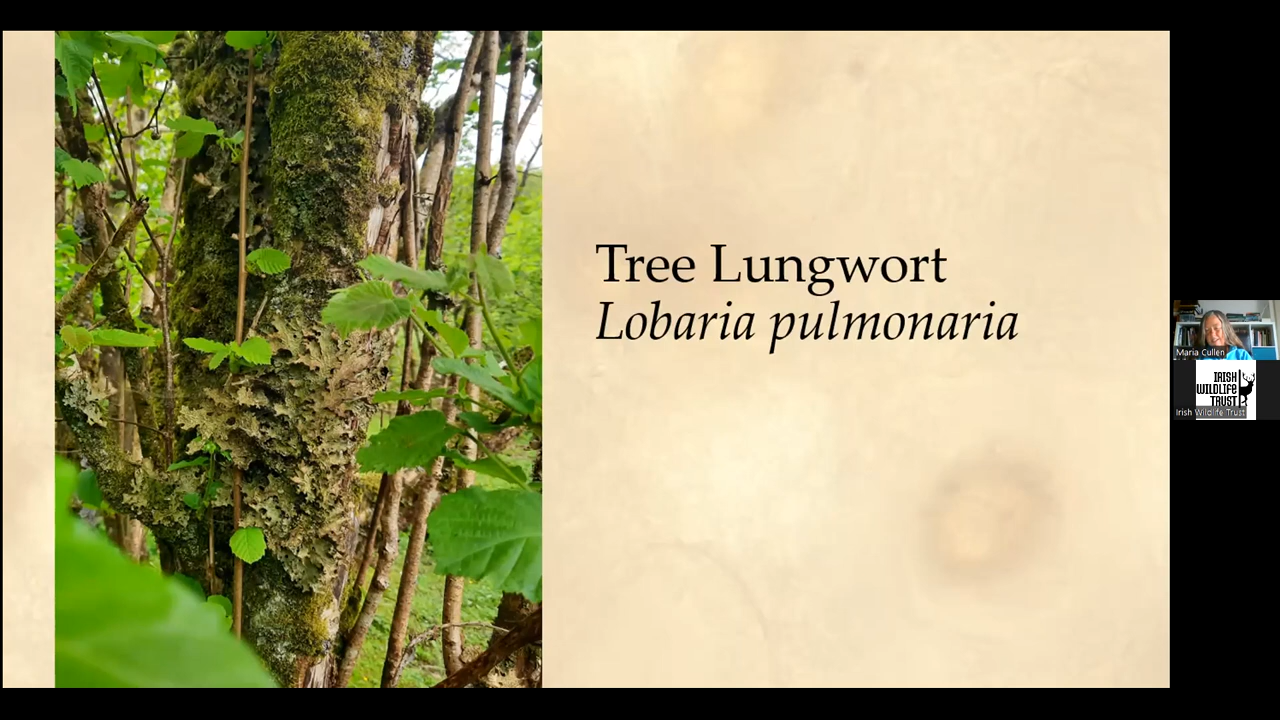 Tree Lungwort
Lobaria pulmonaria
Maria Cullen
IRISH
WILDLIFE
TRUST
Irish Wildlife Trust